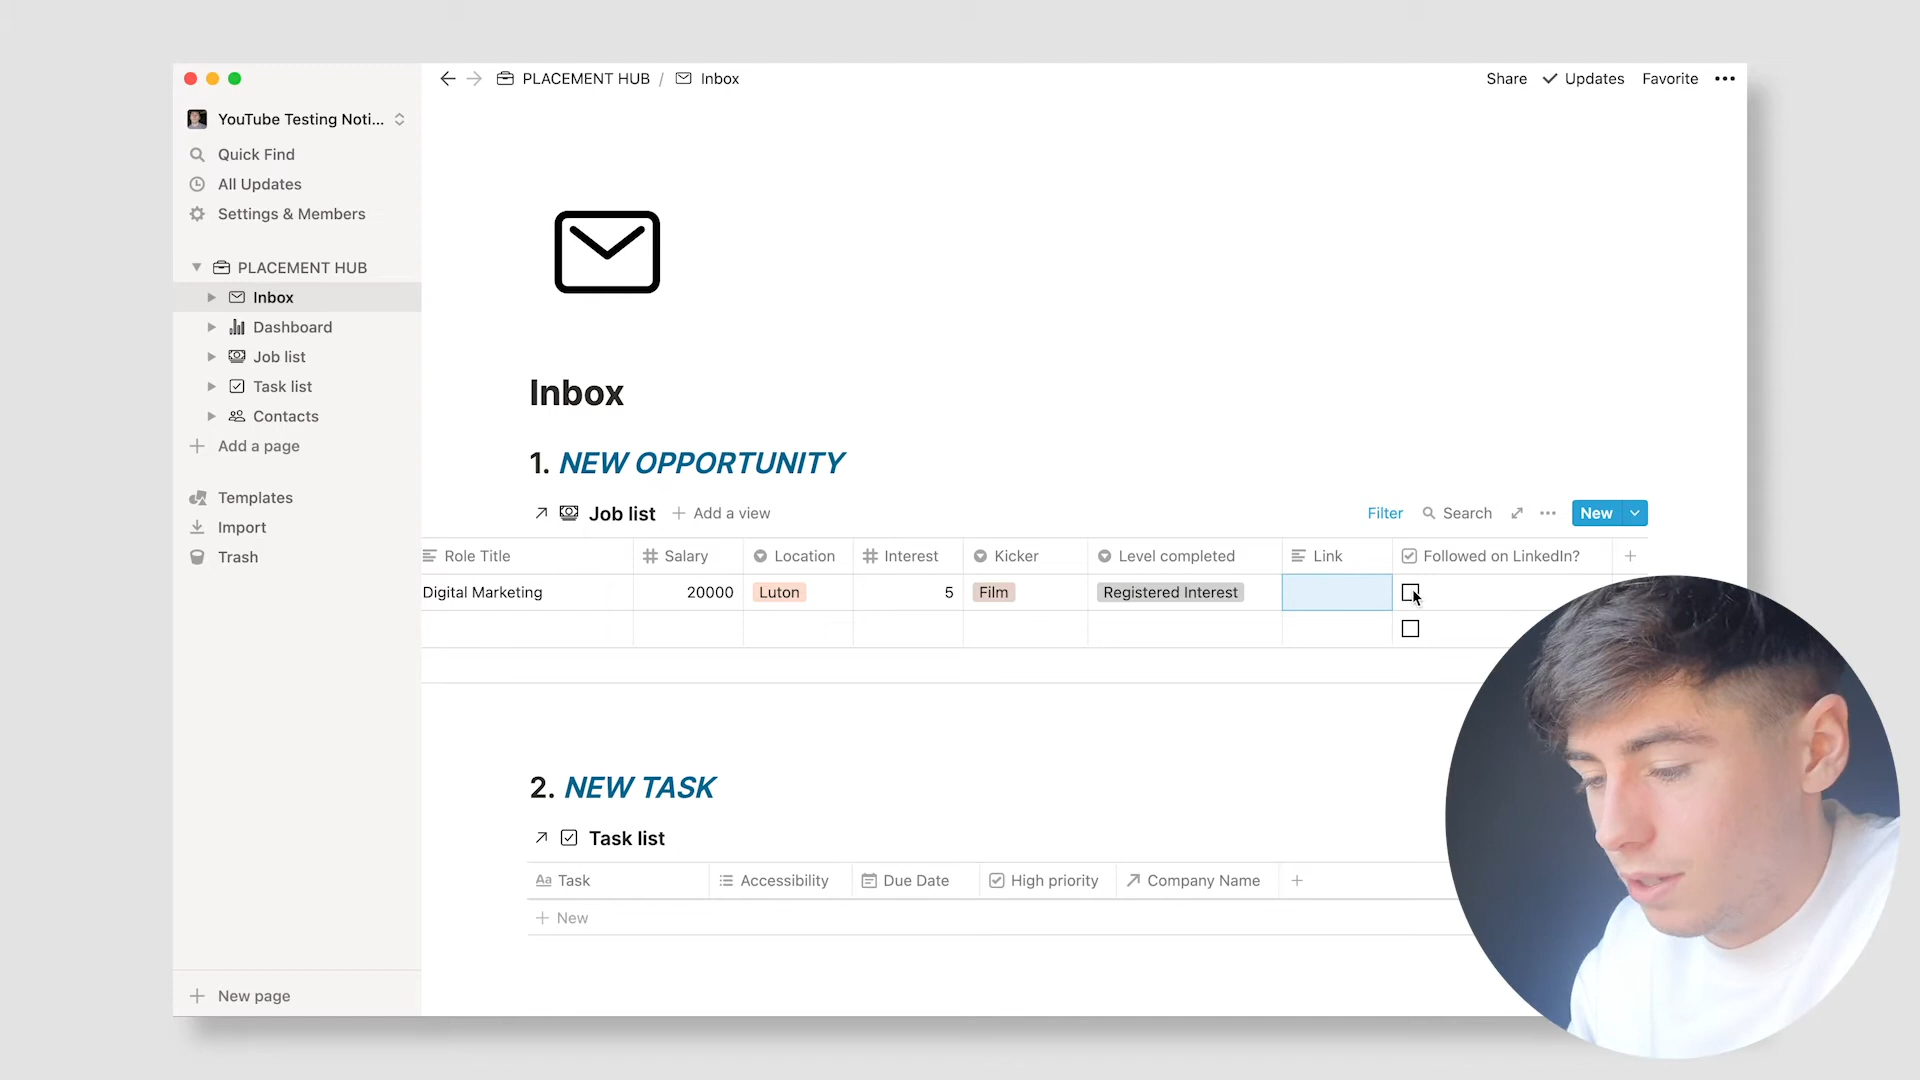 PLACEMENT HUB / Inbox
Share Updates Favorite
YouTube Testing Noti...
Quick Find
All Updates
Settings & Members
PLACEMENT HUB
Inbox
Dashboard
Job list
Task list
Contacts
Add a page
Templates
Import
Trash
New page
Inbox
1. NEW OPPORTUNITY
Job list Add a view
Filter Search New
Role Title Salary Location Interest Kicker Level completed Link Followed on LinkedIn?
Digital Marketing 20000 Luton 5 Film Registered Interest
2. NEW TASK
Task list
Aa Task Accessibility Due Date High priority Company Name
New